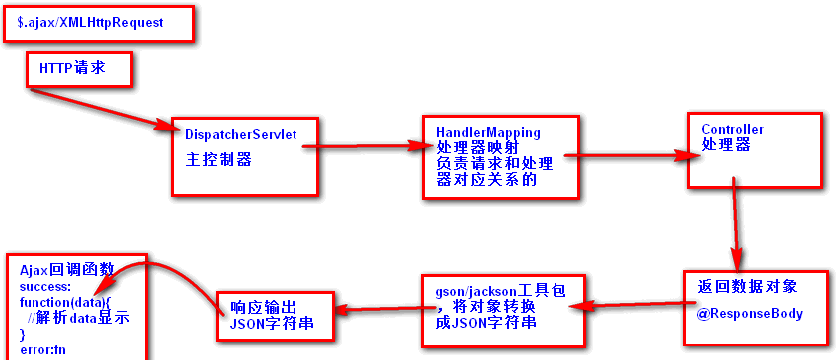 $.ajax/XMLHttpRequest
HTTP请求
DispatcherServlet
主控制器
HandlerMapping
处理器映射
负责请求和处理
器对应关系的
Controller
处理器
返回数据对象
@ResponseBody
gson/jackson工具包
，将对象转换
成JSON字符串
响应输出
JSON字符串
Ajax回调函数
success:
function(data){
//解析data显示
}
error:fn